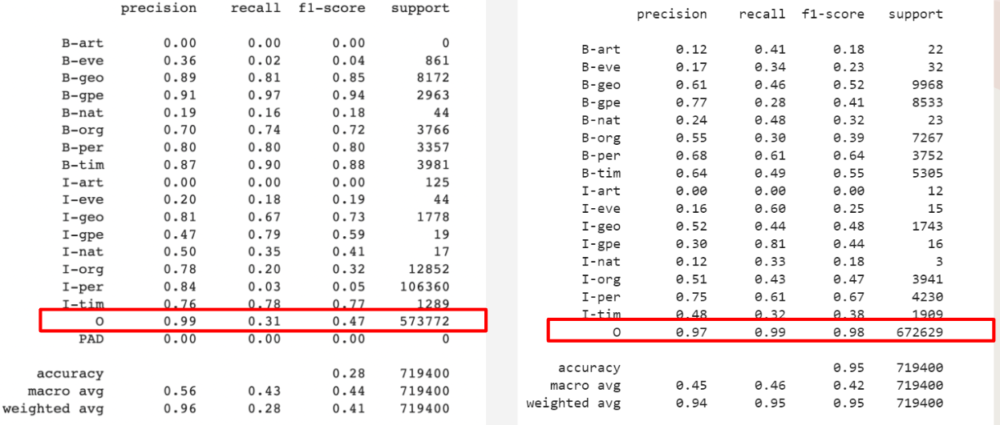 precision recall f1-score support
B-art 0.00 0.00 0.00 0
B-eve 0.36 0.02 0.04 861
B-geo 0.89 0.81 0.85 8172
B-gpe 0.91 0.97 0.94 2963
B-nat 0.19 0.16 0.18 44
B-org 0.70 0.74 0.72 3766
B-per 0.80 0.80 0.80 3357
B-tim 0.87 0.90 0.88 3981
I-art 0.00 0.00 0.00 125
I-eve 0.20 0.18 0.19 44
I-geo 0.81 0.67 0.73 1778
I-gpe 0.47 0.79 0.59 19
I-nat 0.50 0.35 0.41 17
I-org 0.78 0.20 0.32 12852
I-per 0.84 0.03 0.05 106360
I-tim 0.76 0.78 0.77 1289
O 0.99 0.31 0.47 573772
PAD 0.00 0.00 0.00 0
accuracy 0.28 719400
macro avg 0.56 0.43 0.44 719400
weighted avg 0.96 0.28 0.41 719400
precision recall f1-score support
B-art 0.12 0.41 0.18 22
B-eve 0.17 0.34 0.23 32
B-geo 0.61 0.46 0.52 9968
B-gpe 0.77 0.28 0.41 8533
B-nat 0.24 0.48 0.32 23
B-org 0.55 0.30 0.39 7267
B-per 0.68 0.61 0.64 3752
B-tim 0.64 0.49 0.55 5305
I-art 0.00 0.00 0.00 12
I-eve 0.16 0.60 0.25 15
I-geo 0.52 0.44 0.48 1743
I-gpe 0.30 0.81 0.44 16
I-nat 0.12 0.33 0.18 3
I-org 0.51 0.43 0.47 3941
I-per 0.75 0.61 0.67 4230
I-tim 0.48 0.32 0.38 1909
O 0.97 0.99 0.98 672629
accuracy 0.95 719400
macro avg 0.45 0.46 0.42 719400
weighted avg 0.94 0.95 0.95 719400